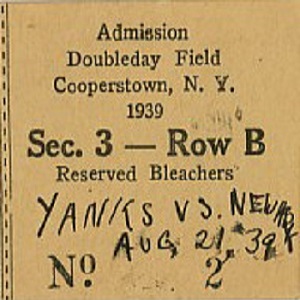 Admission
Doubleday Field
Cooperstown, N. Y.
1939
Sec. 3 — Row B
Reserved Bleachers
YANKS VS. NEWARK
AUG 21 39
No. 2